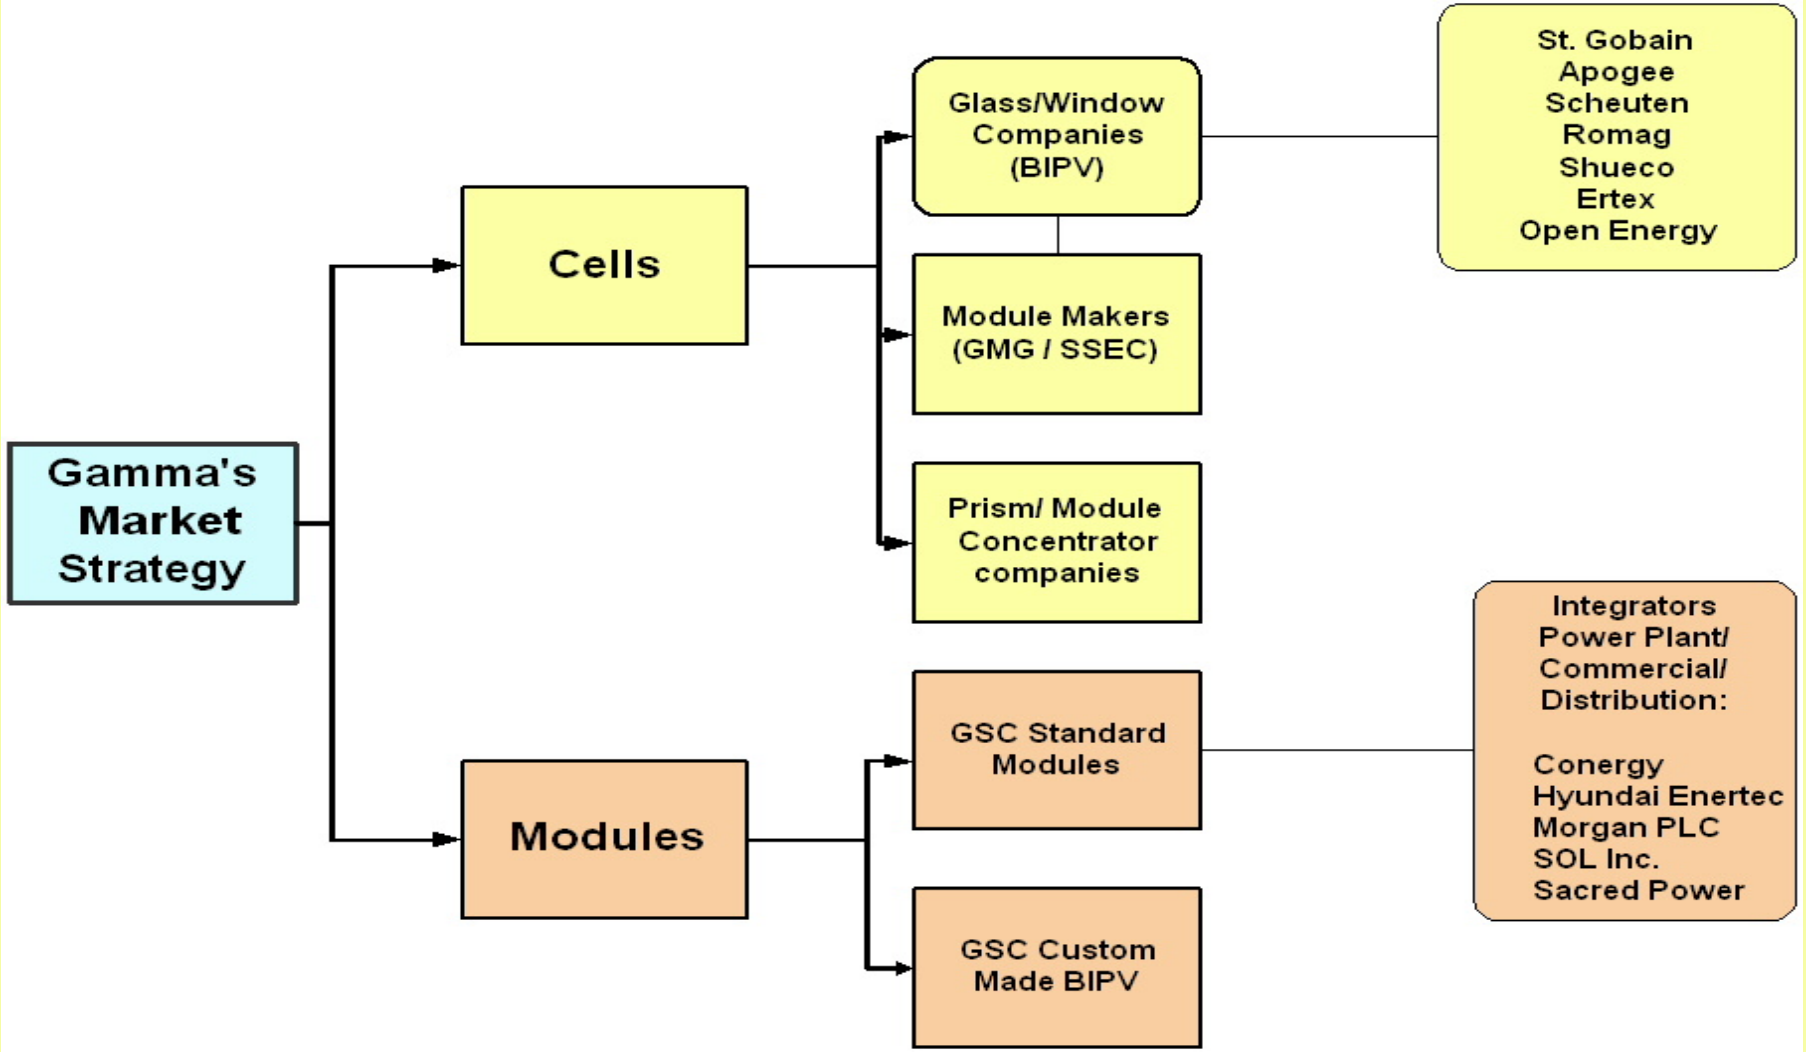 Gamma's
Market
Strategy
Cells
Glass/Window
Companies
(BIPV)
St. Gobain
Apogee
Scheuten
Romag
Shueco
Ertex
Open Energy
Module Makers
(GMG / SSEC)
Prism/ Module
Concentrator
companies
Modules
GSC Standard
Modules
Integrators
Power Plant/
Commercial/
Distribution:
Conergy
Hyundai Enertec
Morgan PLC
SOL Inc.
Sacred Power
GSC Custom
Made BIPV